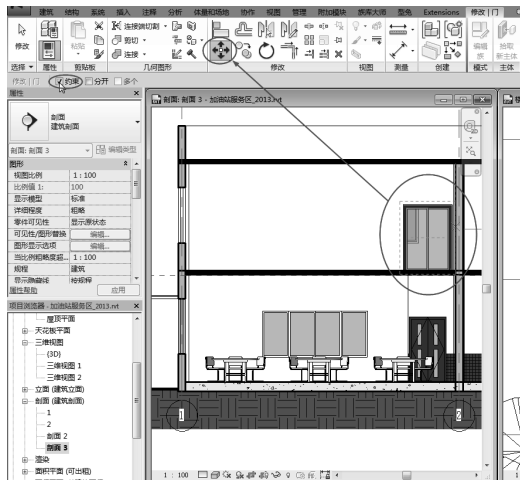 建筑 结构 系统 插入 注释 分析 体量和场地 协作 视图 管理 附加模块 族库大师 型兔 Extensions 修改 | 门
修改
粘贴
连接端切割
剪切
连接
编辑族
拾取新主体
选择 属性 剪贴板 几何图形 修改 视图 测量 创建 模式 主体
修改 | 门 约束 分开 多个
属性
剖面
建筑剖面
剖面: 剖面 3 编辑类型
图形
视图比例 1 : 100
比例值 1: 100
显示模型 标准
详细程度 粗略
零件可见性 显示原状态
可见性/图形替换 编辑...
图形显示选项 编辑...
当比例粗略度超... 1 : 100
规程 建筑
显示隐藏线 按规程
属性帮助 应用
项目浏览器 - 加油站服务区_2013.rvt
屋顶平面
天花板平面
三维视图
{3D}
三维视图 1
三维视图 2
立面 (建筑立面)
剖面 (建筑剖面)
1
2
剖面 2
剖面 3
渲染
面积平面 (可出租)
剖面: 剖面 3 - 加油站服务区_2013.rvt
1
2
1 : 100